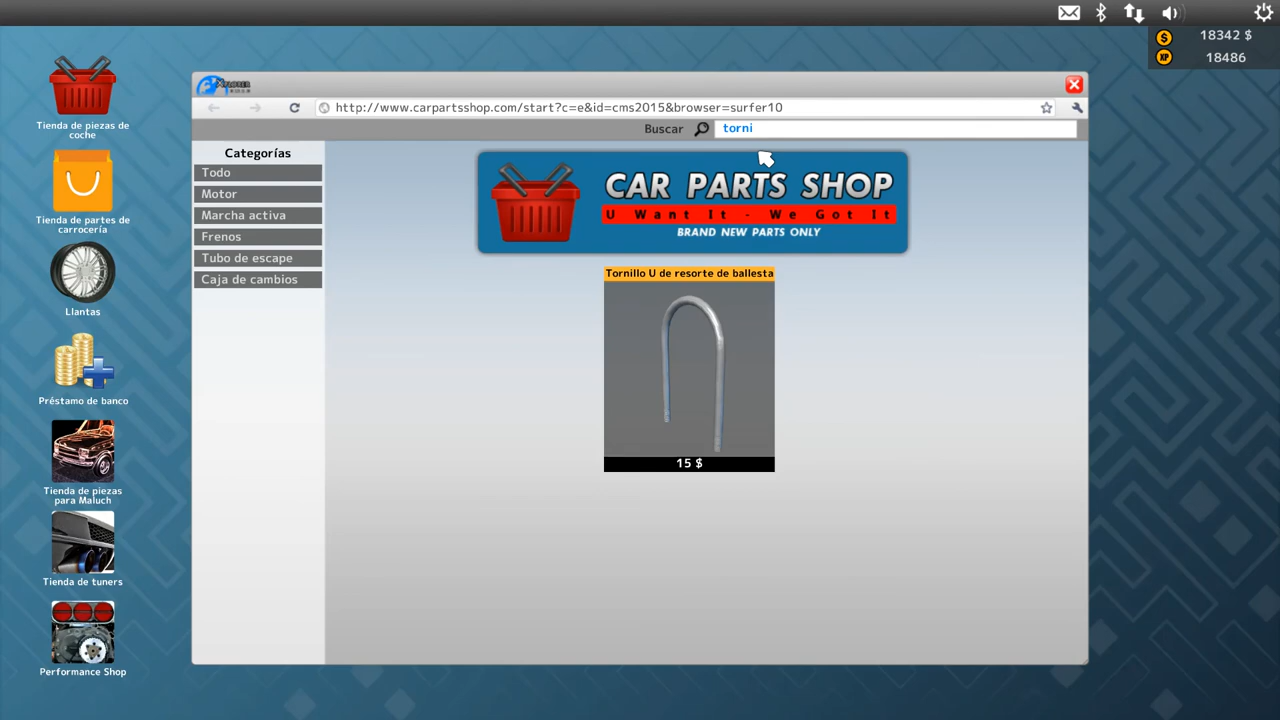 18342 $
18486
Tienda de piezas de
coche
Tienda de partes de
carrocería
Llantas
Préstamo de banco
Tienda de piezas
para Maluch
Tienda de tuners
Performance Shop
http://www.carpartsshop.com/start?c=e&id=cms2015&browser=surfer10
Buscar torni
Categorías
Todo
Motor
Marcha activa
Frenos
Tubo de escape
Caja de cambios
CAR PARTS SHOP
U Want It - We Got It
BRAND NEW PARTS ONLY
Tornillo U de resorte de ballesta
15 $